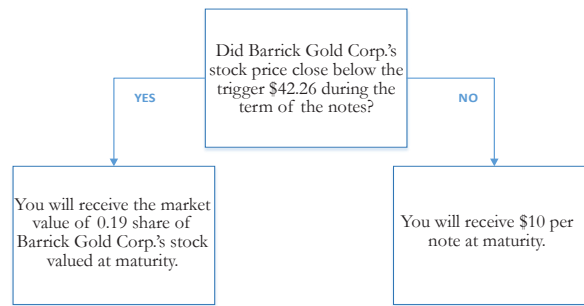 Did Barrick Gold Corp.'s
stock price close below the
trigger $42.26 during the
term of the notes?
YES
NO
You will receive the market
value of 0.19 share of
Barrick Gold Corp.'s stock
valued at maturity.
You will receive $10 per
note at maturity.